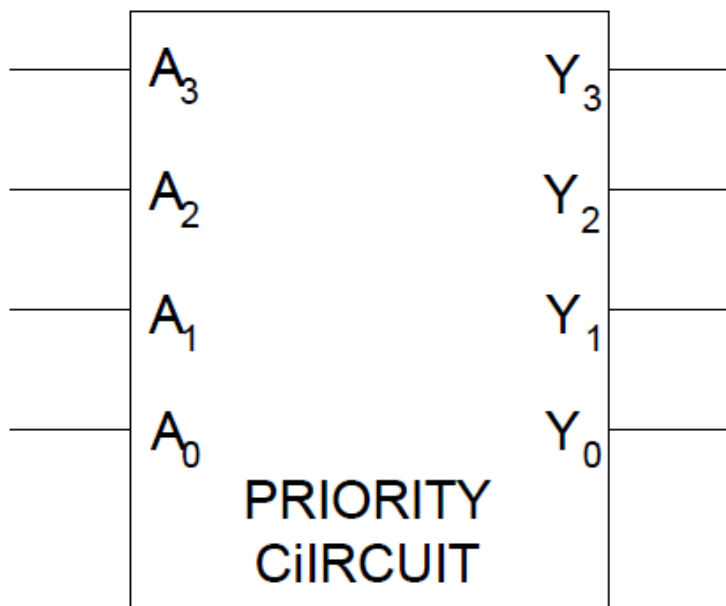 A3 Y3
A2 Y2
A1 Y1
A0 Y0
PRIORITY
CiIRCUIT